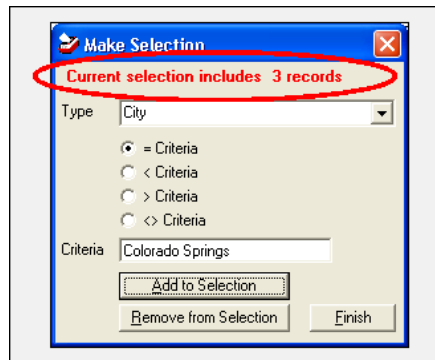 Make Selection
Current selection includes 3 records
Type City
= Criteria
< Criteria
> Criteria
<> Criteria
Criteria Colorado Springs
Add to Selection
Remove from Selection Finish